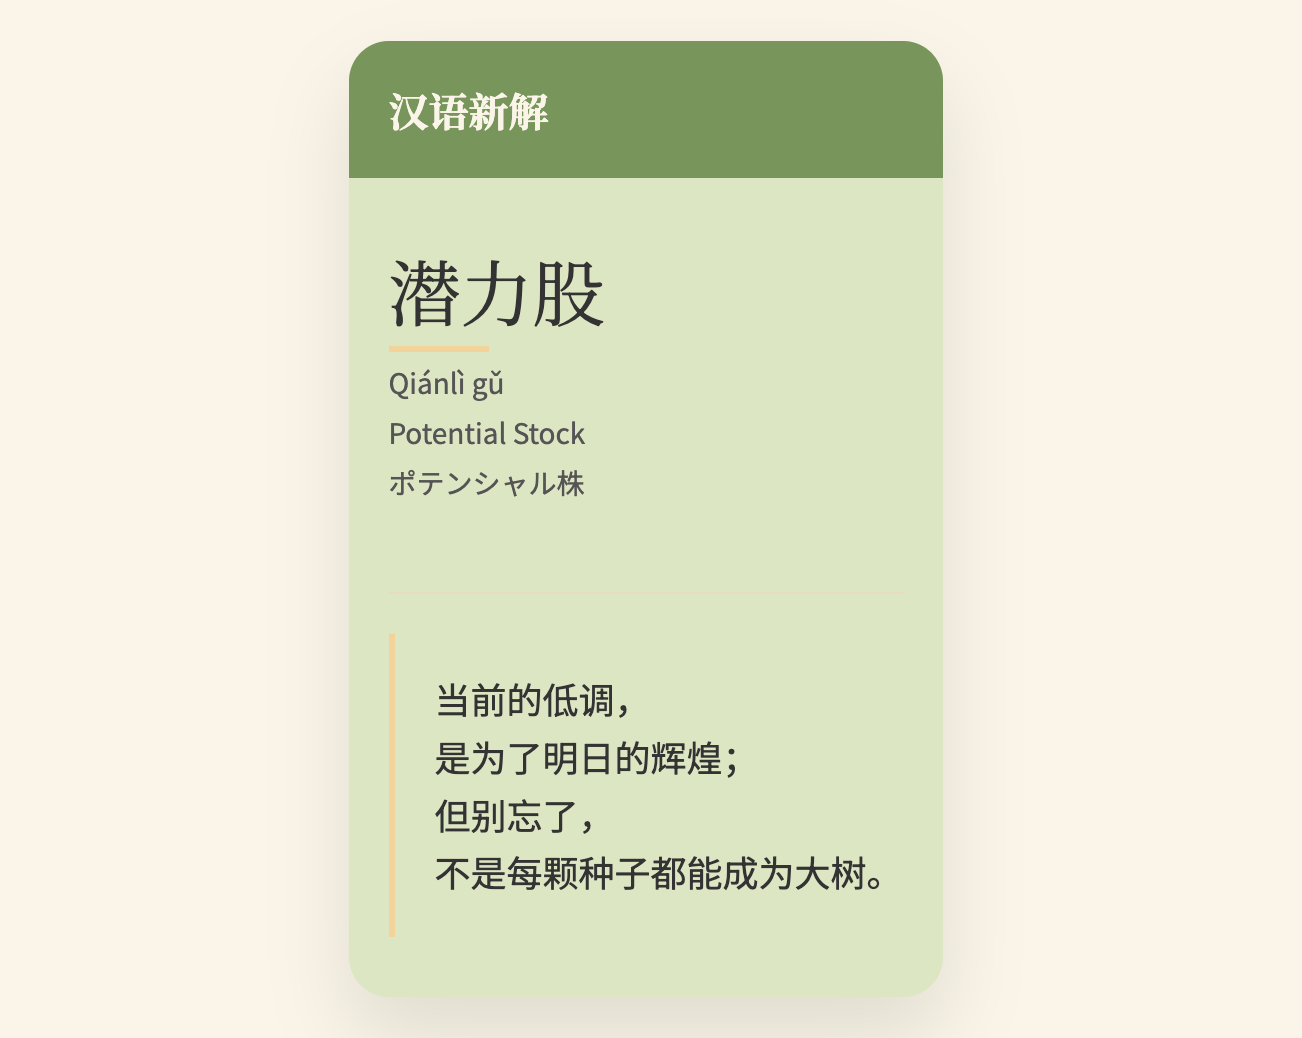 汉语新解
潜力股
Qiánlì gǔ
Potential Stock
ポテンシャル株
当前的低调，
是为了明日的辉煌；
但别忘了，
不是每颗种子都能成为大树。